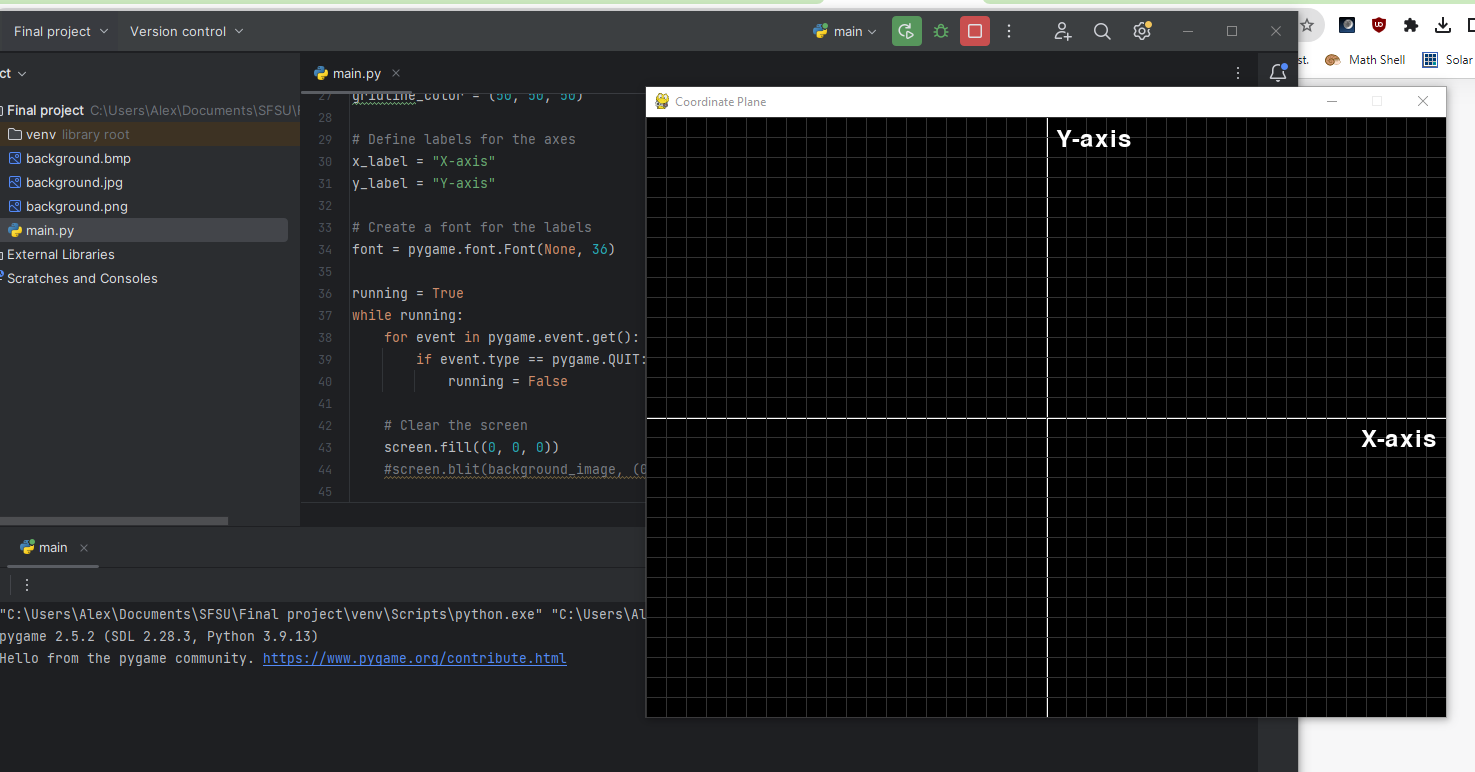 Final project
Version control
main
ct
main.py
st.
Math Shell
Solar
Final project C:\Users\Alex\Documents\SFSU\
venv library root
background.bmp
background.jpg
background.png
main.py
External Libraries
Scratches and Consoles
27 gridline_color = (50, 50, 50)
28
29 # Define labels for the axes
30 x_label = "X-axis"
31 y_label = "Y-axis"
32
33 # Create a font for the labels
34 font = pygame.font.Font(None, 36)
35
36 running = True
37 while running:
38 for event in pygame.event.get():
39 if event.type == pygame.QUIT:
40 running = False
41
42 # Clear the screen
43 screen.fill((0, 0, 0))
44 #screen.blit(background_image, (0
45
Coordinate Plane
Y-axis
X-axis
main
"C:\Users\Alex\Documents\SFSU\Final project\venv\Scripts\python.exe" "C:\Users\Al
pygame 2.5.2 (SDL 2.28.3, Python 3.9.13)
Hello from the pygame community. https://www.pygame.org/contribute.html